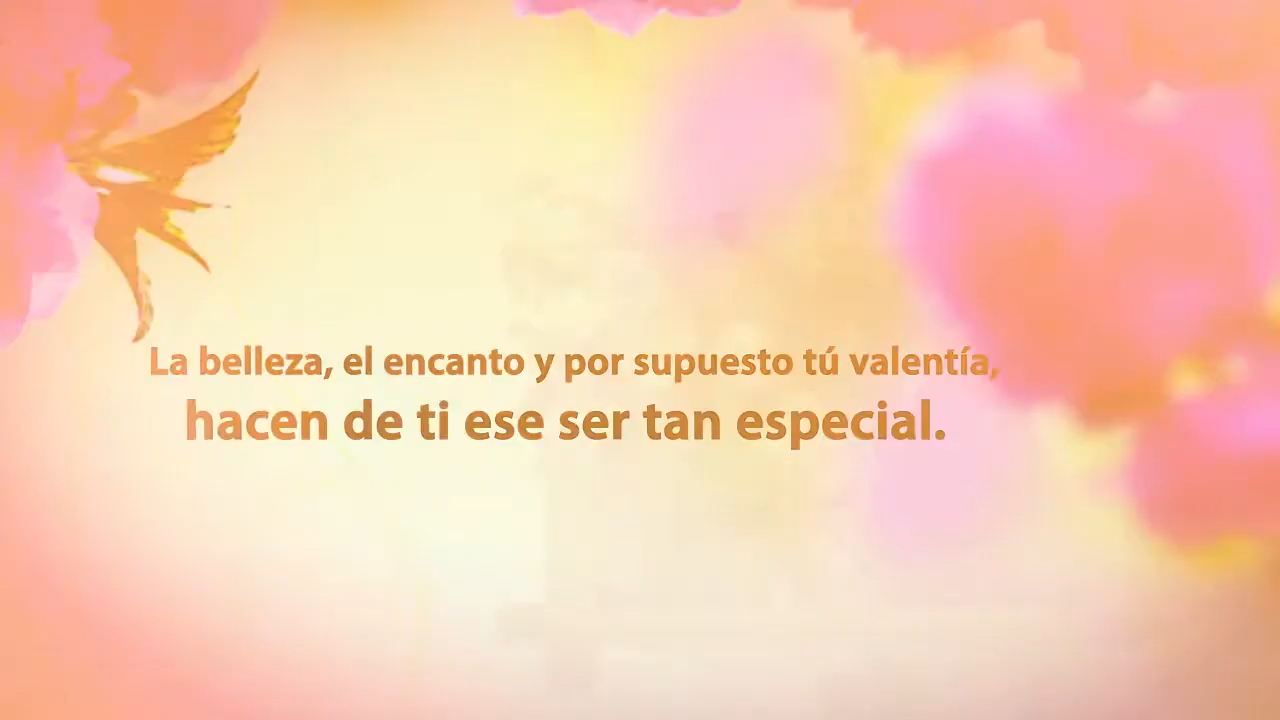 La belleza, el encanto y por supuesto tú valentía,
hacen de ti ese ser tan especial.